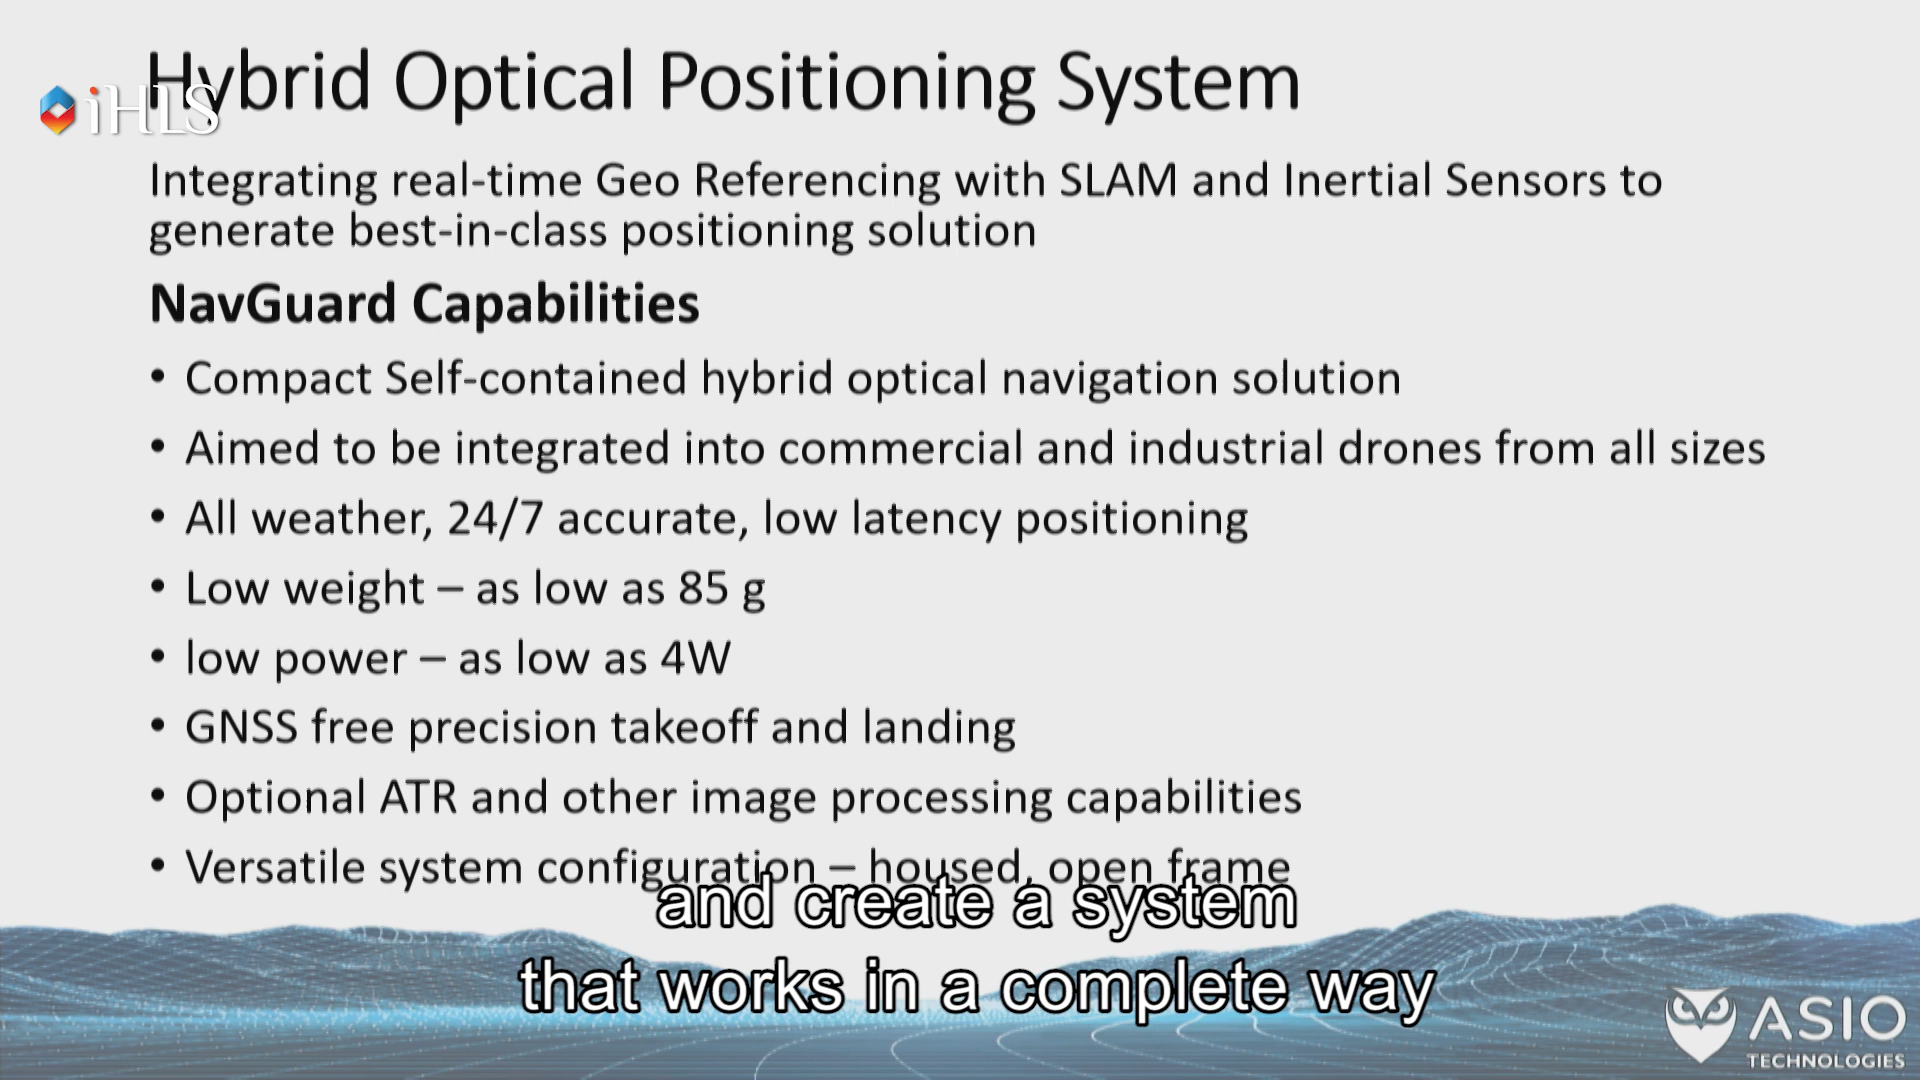 Hybrid Optical Positioning System
iHLS
Integrating real-time Geo Referencing with SLAM and Inertial Sensors to
generate best-in-class positioning solution
NavGuard Capabilities
• Compact Self-contained hybrid optical navigation solution
• Aimed to be integrated into commercial and industrial drones from all sizes
• All weather, 24/7 accurate, low latency positioning
• Low weight – as low as 85 g
• low power – as low as 4W
• GNSS free precision takeoff and landing
• Optional ATR and other image processing capabilities
• Versatile system configuration – housed, open frame
and create a system
that works in a complete way
ASIO
TECHNOLOGIES